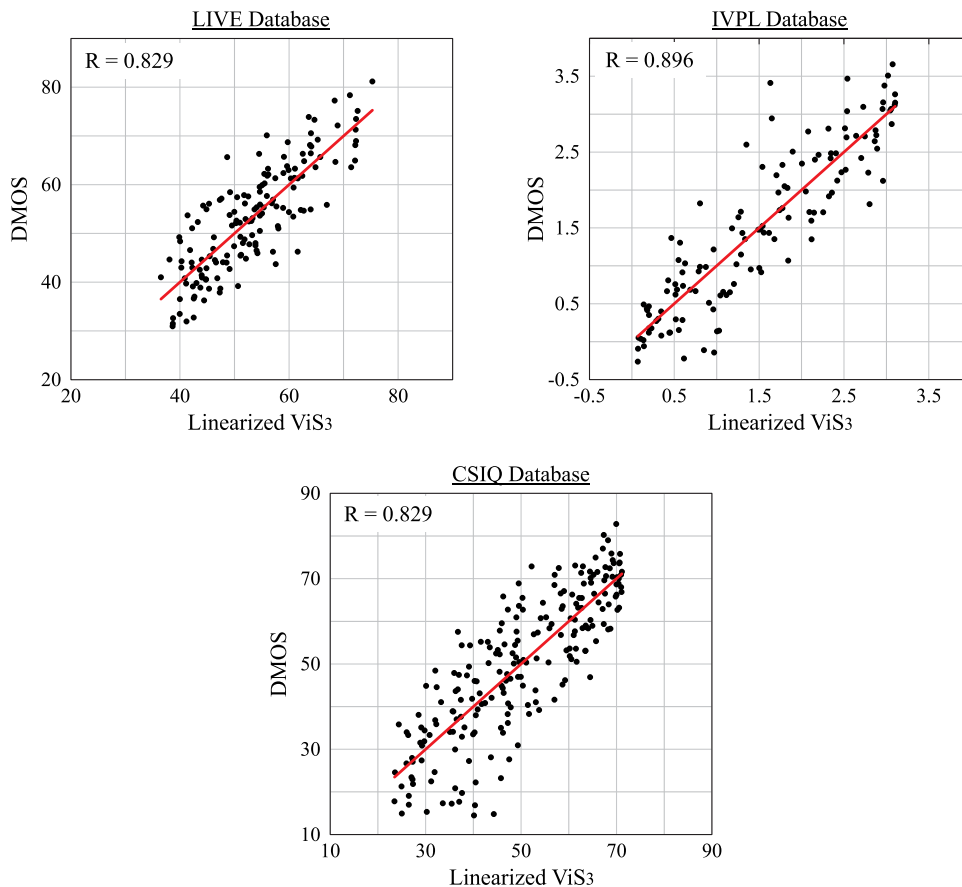 LIVE Database
R = 0.829
80
60
40
20
DMOS
20
40
60
80
Linearized ViS3
IVPL Database
R = 0.896
3.5
2.5
1.5
0.5
-0.5
DMOS
-0.5
0.5
1.5
2.5
3.5
Linearized ViS3
CSIQ Database
R = 0.829
90
70
50
30
10
DMOS
10
30
50
70
90
Linearized ViS3